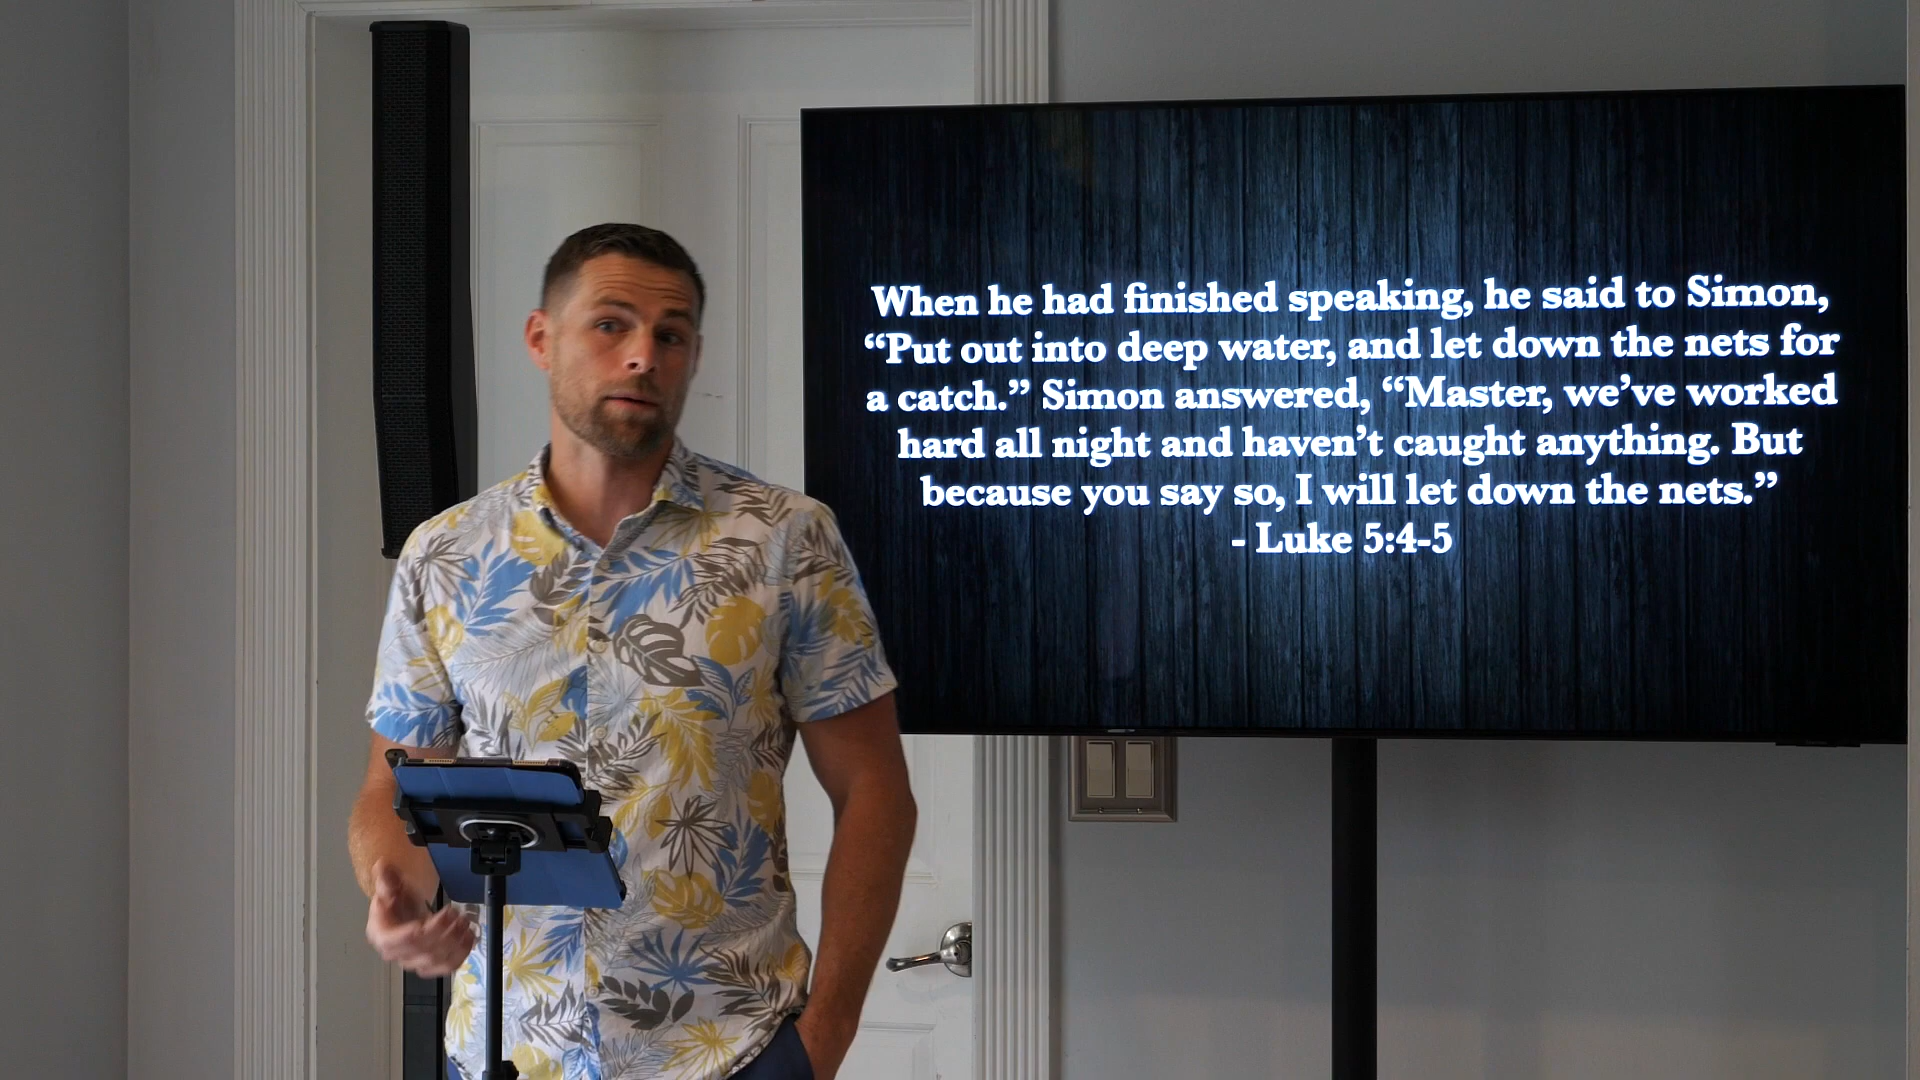 When he had finished speaking, he said to Simon,
“Put out into deep water, and let down the nets for
a catch.” Simon answered, “Master, we’ve worked
hard all night and haven’t caught anything. But
because you say so, I will let down the nets.”
- Luke 5:4-5